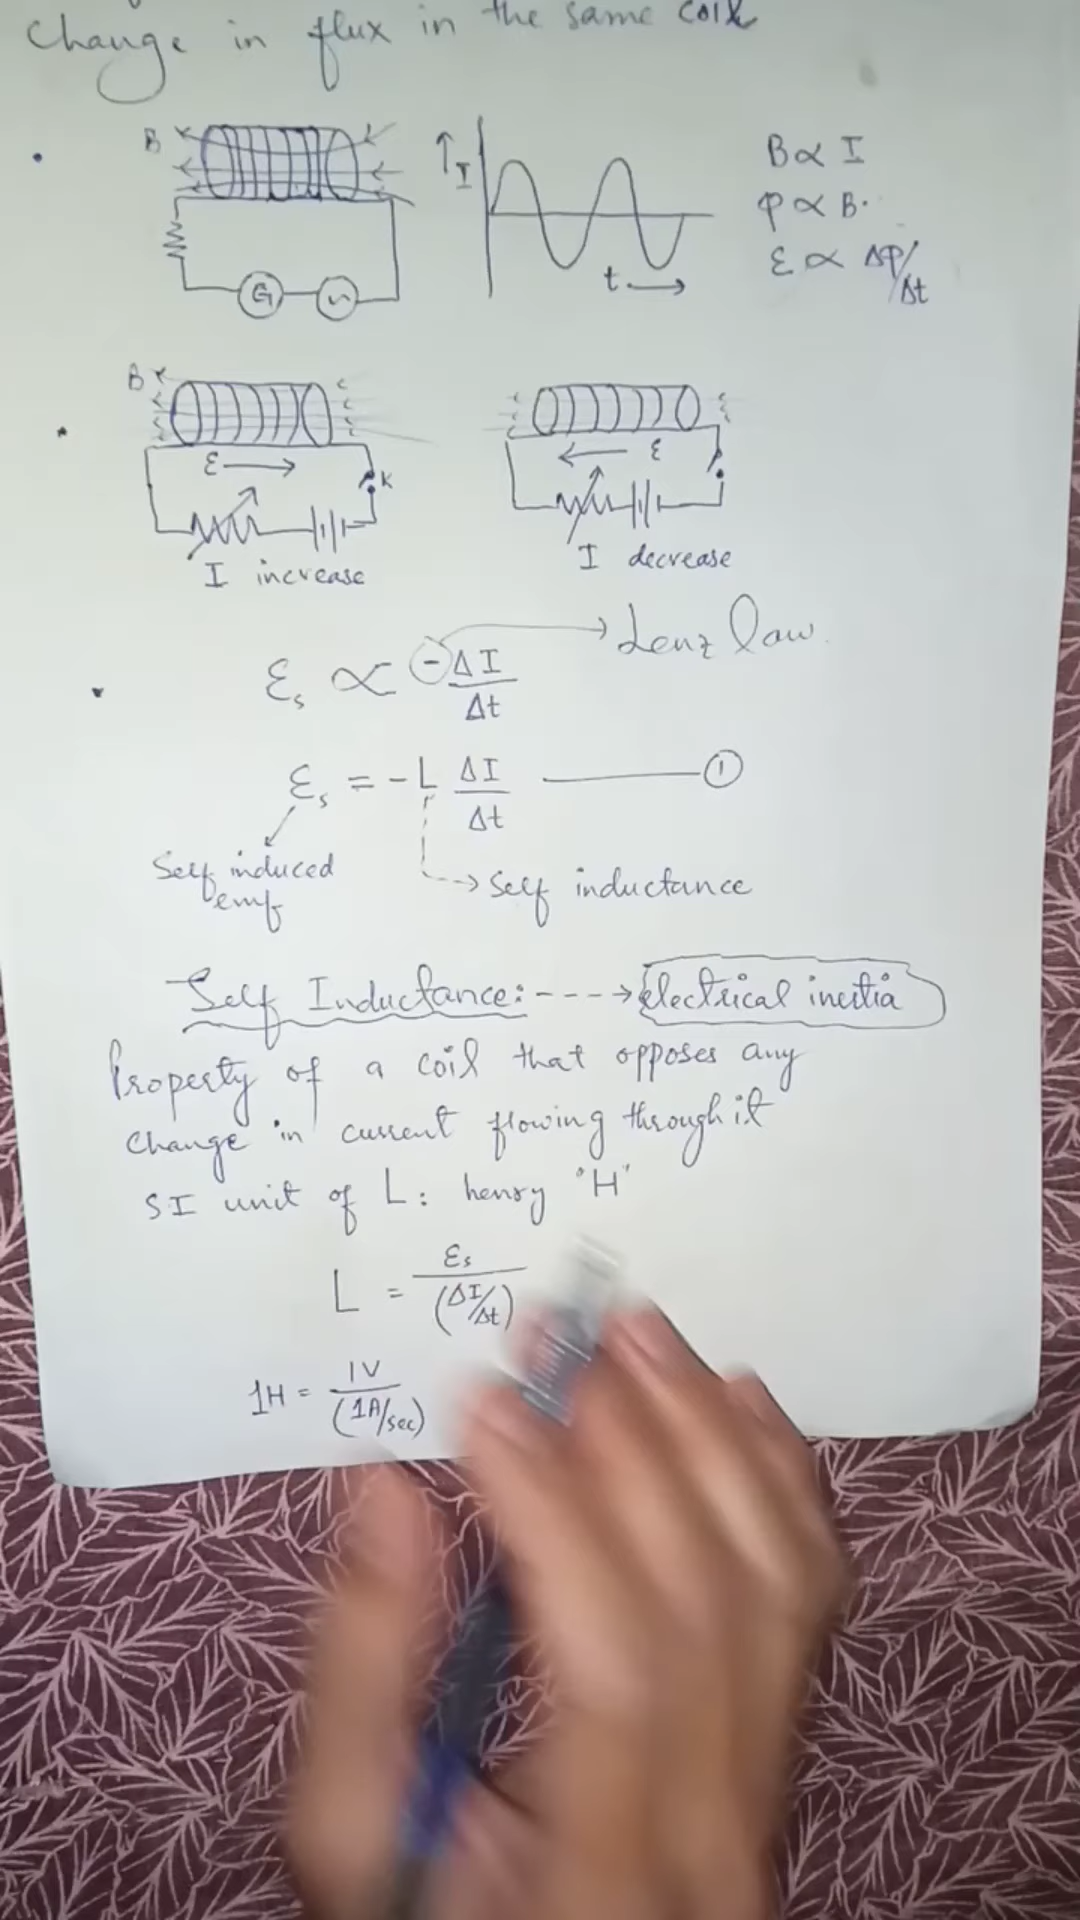 Change in flux in the same coil
B
↑I
t →
B ∝ I
φ ∝ B.
ε ∝ Δφ/Δt
G
B
ε →
K
I increase
← ε
I decrease
εs ∝ -ΔI/Δt → Lenz law.
εs = -L ΔI/Δt ——— ①
Self induced emf
Self inductance
Self Inductance: ---→ electrical inertia
Property of a coil that opposes any
change in current flowing through it
SI unit of L: henry "H"
L = εs/(ΔI/Δt)
1H = 1V/(1A/sec)